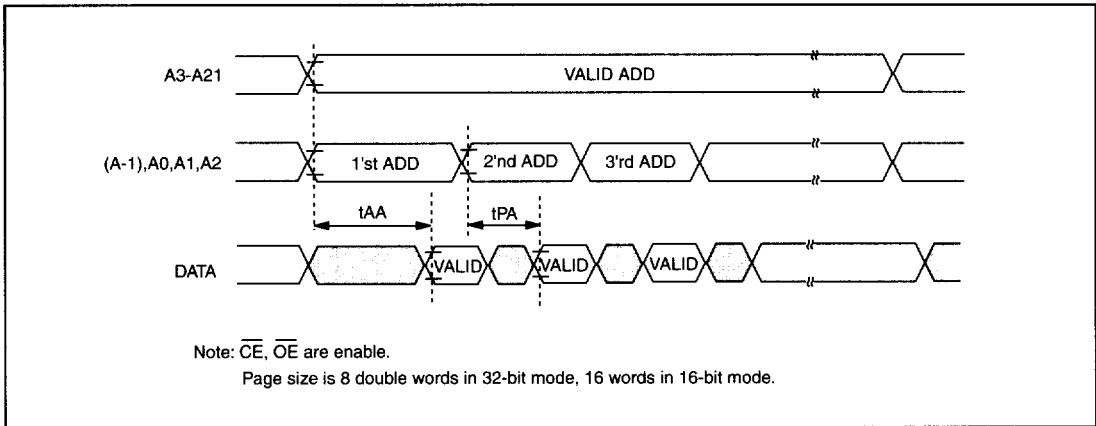 A3-A21
VALID ADD
(A-1),A0,A1,A2
1'st ADD
2'nd ADD
3'rd ADD
tAA
tPA
DATA
VALID
VALID
VALID
Note: C̅E̅, O̅E̅ are enable.
Page size is 8 double words in 32-bit mode, 16 words in 16-bit mode.